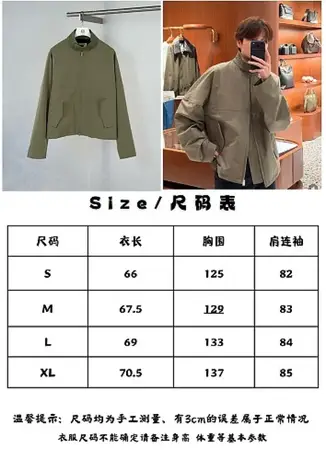 Size/尺码表
尺码 衣长 胸围 肩连袖
S 66 125 82
M 67.5 129 83
L 69 133 84
XL 70.5 137 85
温馨提示: 尺码均为手工测量、有3cm的误差属于正常情况
衣服尺码不能确定请备注身高 体重等基本参数